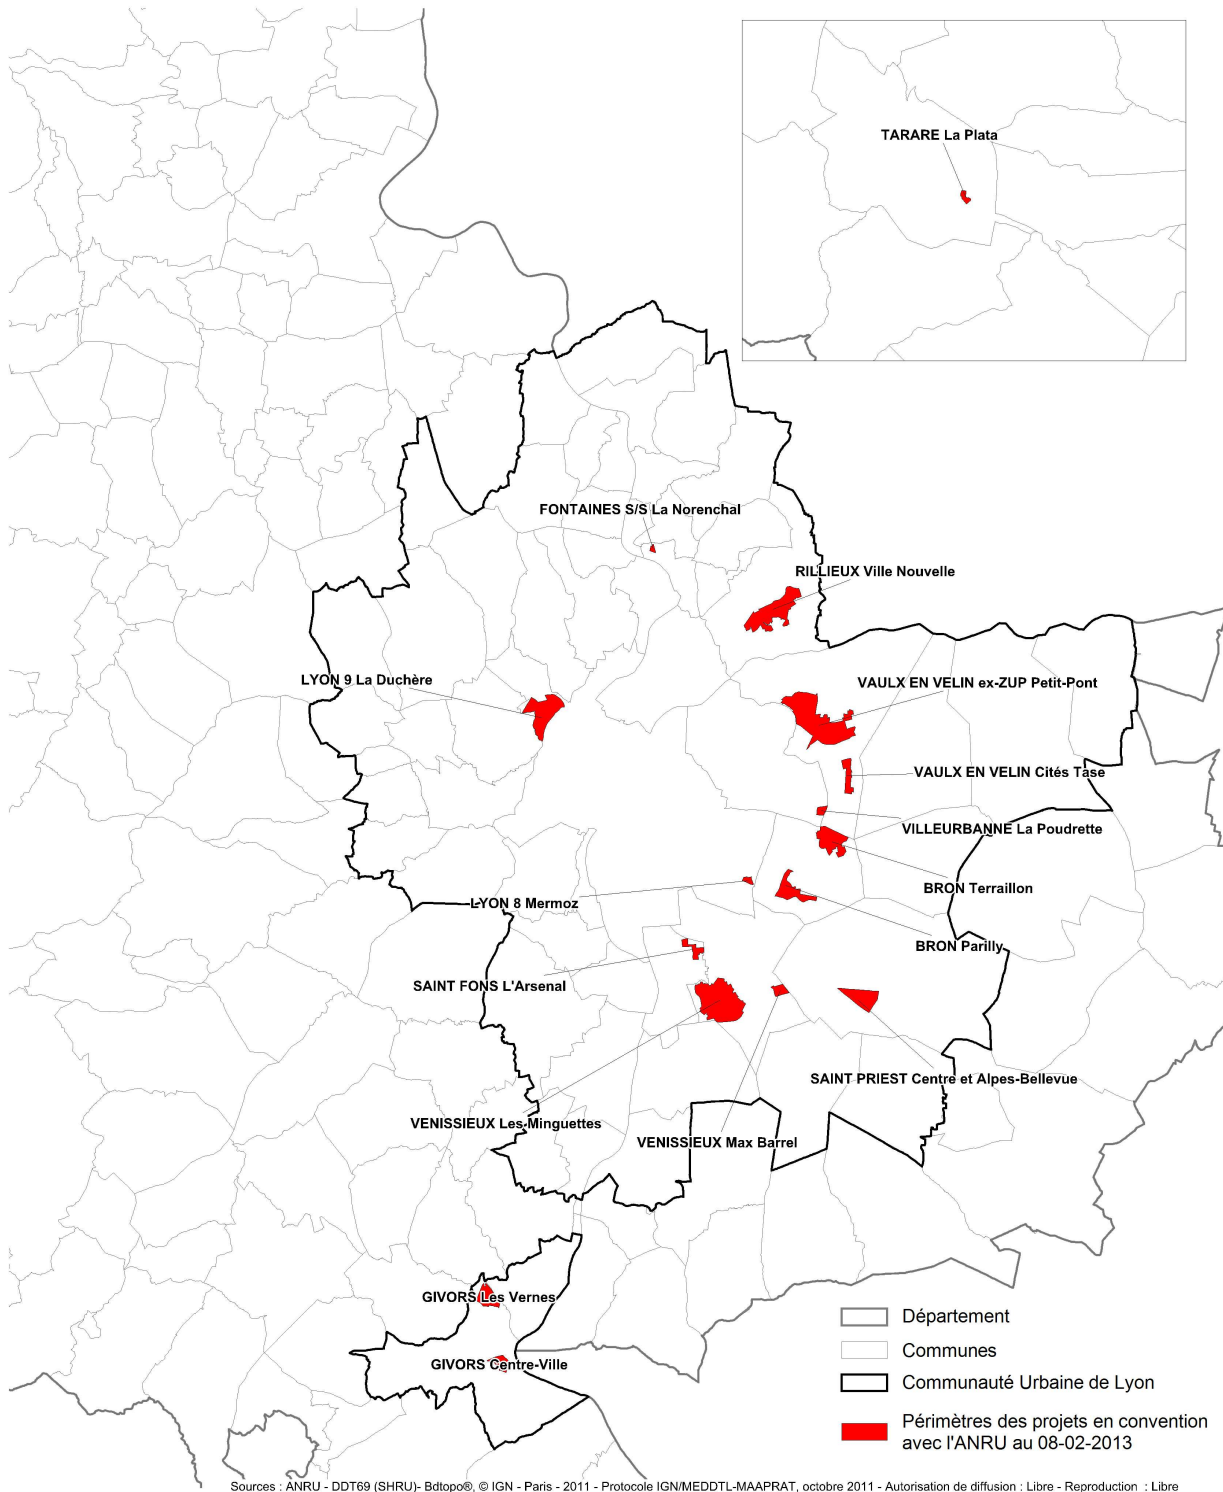 TARARE La Plata
FONTAINES S/S La Norenchal
RILLIEUX Ville Nouvelle
LYON 9 La Duchère
VAULX EN VELIN ex-ZUP Petit-Pont
VAULX EN VELIN Cités Tase
VILLEURBANNE La Poudrette
BRON Terraillon
LYON 8 Mermoz
BRON Parilly
SAINT FONS L'Arsenal
SAINT PRIEST Centre et Alpes-Bellevue
VENISSIEUX Les Minguettes
VENISSIEUX Max Barrel
GIVORS Les Vernes
GIVORS Centre-Ville
Département
Communes
Communauté Urbaine de Lyon
Périmètres des projets en convention
avec l'ANRU au 08-02-2013
Sources : ANRU - DDT69 (SHRU)- Bdtopo®, © IGN - Paris - 2011 - Protocole IGN/MEDDTL-MAAPRAT, octobre 2011 - Autorisation de diffusion : Libre - Reproduction : Libre